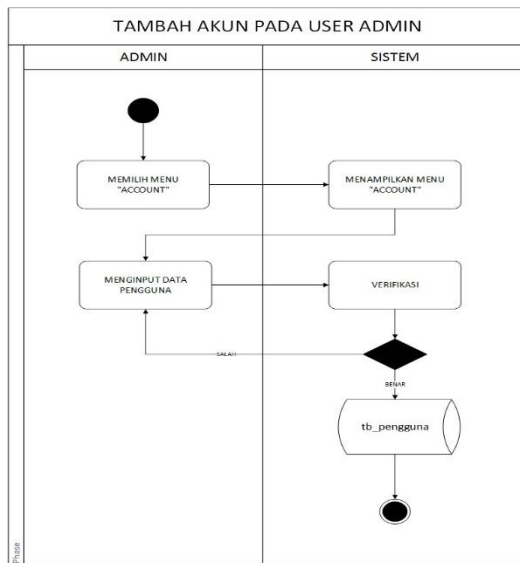 TAMBAH AKUN PADA USER ADMIN
ADMIN
SISTEM
MEMILIH MENU
"ACCOUNT"
MENAMPILKAN MENU
"ACCOUNT"
MENGINPUT DATA
PENGGUNA
VERIFIKASI
SALAH
BENAR
tb_pengguna
Phase